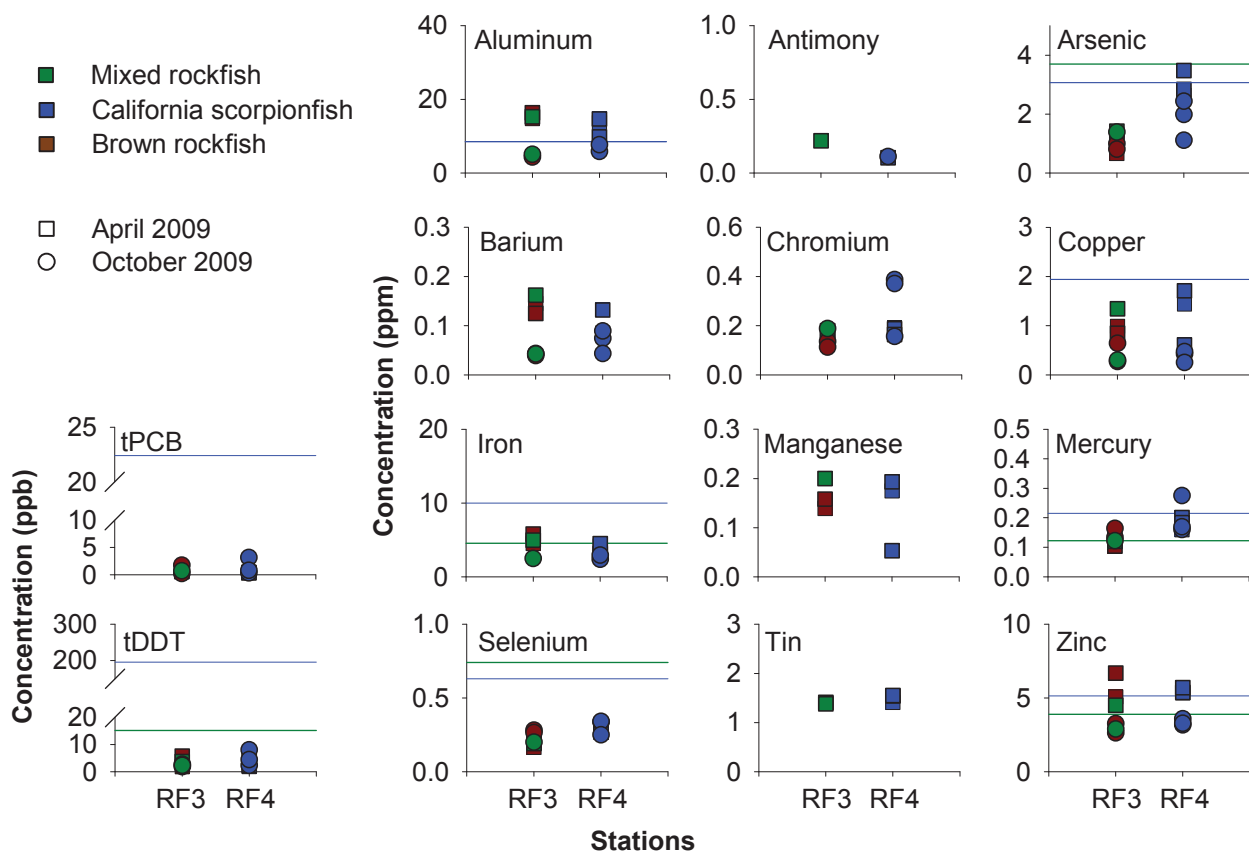 Mixed rockfish
California scorpionfish
Brown rockfish
April 2009
October 2009
Concentration (ppm)
Aluminum
40
20
0
Antimony
1.0
0.5
0.0
Arsenic
4
2
0
Barium
0.3
0.2
0.1
0.0
Chromium
0.6
0.4
0.2
0.0
Copper
3
2
1
0
Concentration (ppb)
tPCB
25
20
10
5
0
Iron
20
10
0
Manganese
0.3
0.2
0.1
0.0
Mercury
0.5
0.4
0.3
0.2
0.1
0.0
tDDT
300
200
20
10
0
RF3 RF4
Selenium
1.0
0.5
0.0
RF3 RF4
Tin
3
2
1
0
RF3 RF4
Zinc
10
5
0
RF3 RF4
Stations